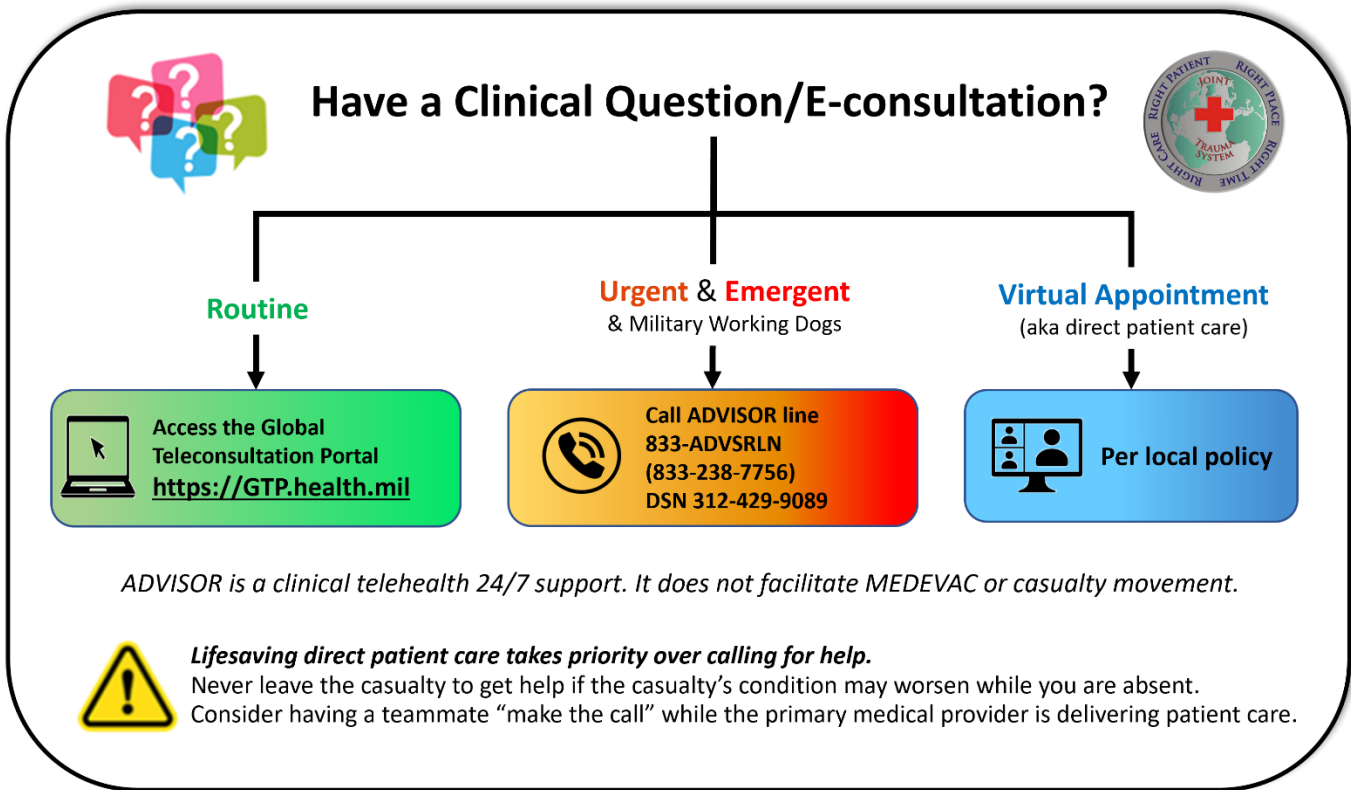 Have a Clinical Question/E-consultation?
RIGHT PATIENT RIGHT PLACE RIGHT TIME RIGHT CARE
JOINT
TRAUMA
SYSTEM
? ? ? ?
Routine
Access the Global
Teleconsultation Portal
https://GTP.health.mil
Urgent & Emergent
& Military Working Dogs
Call ADVISOR line
833-ADVSRLN
(833-238-7756)
DSN 312-429-9089
Virtual Appointment
(aka direct patient care)
Per local policy
ADVISOR is a clinical telehealth 24/7 support. It does not facilitate MEDEVAC or casualty movement.
!
Lifesaving direct patient care takes priority over calling for help.
Never leave the casualty to get help if the casualty’s condition may worsen while you are absent.
Consider having a teammate “make the call” while the primary medical provider is delivering patient care.